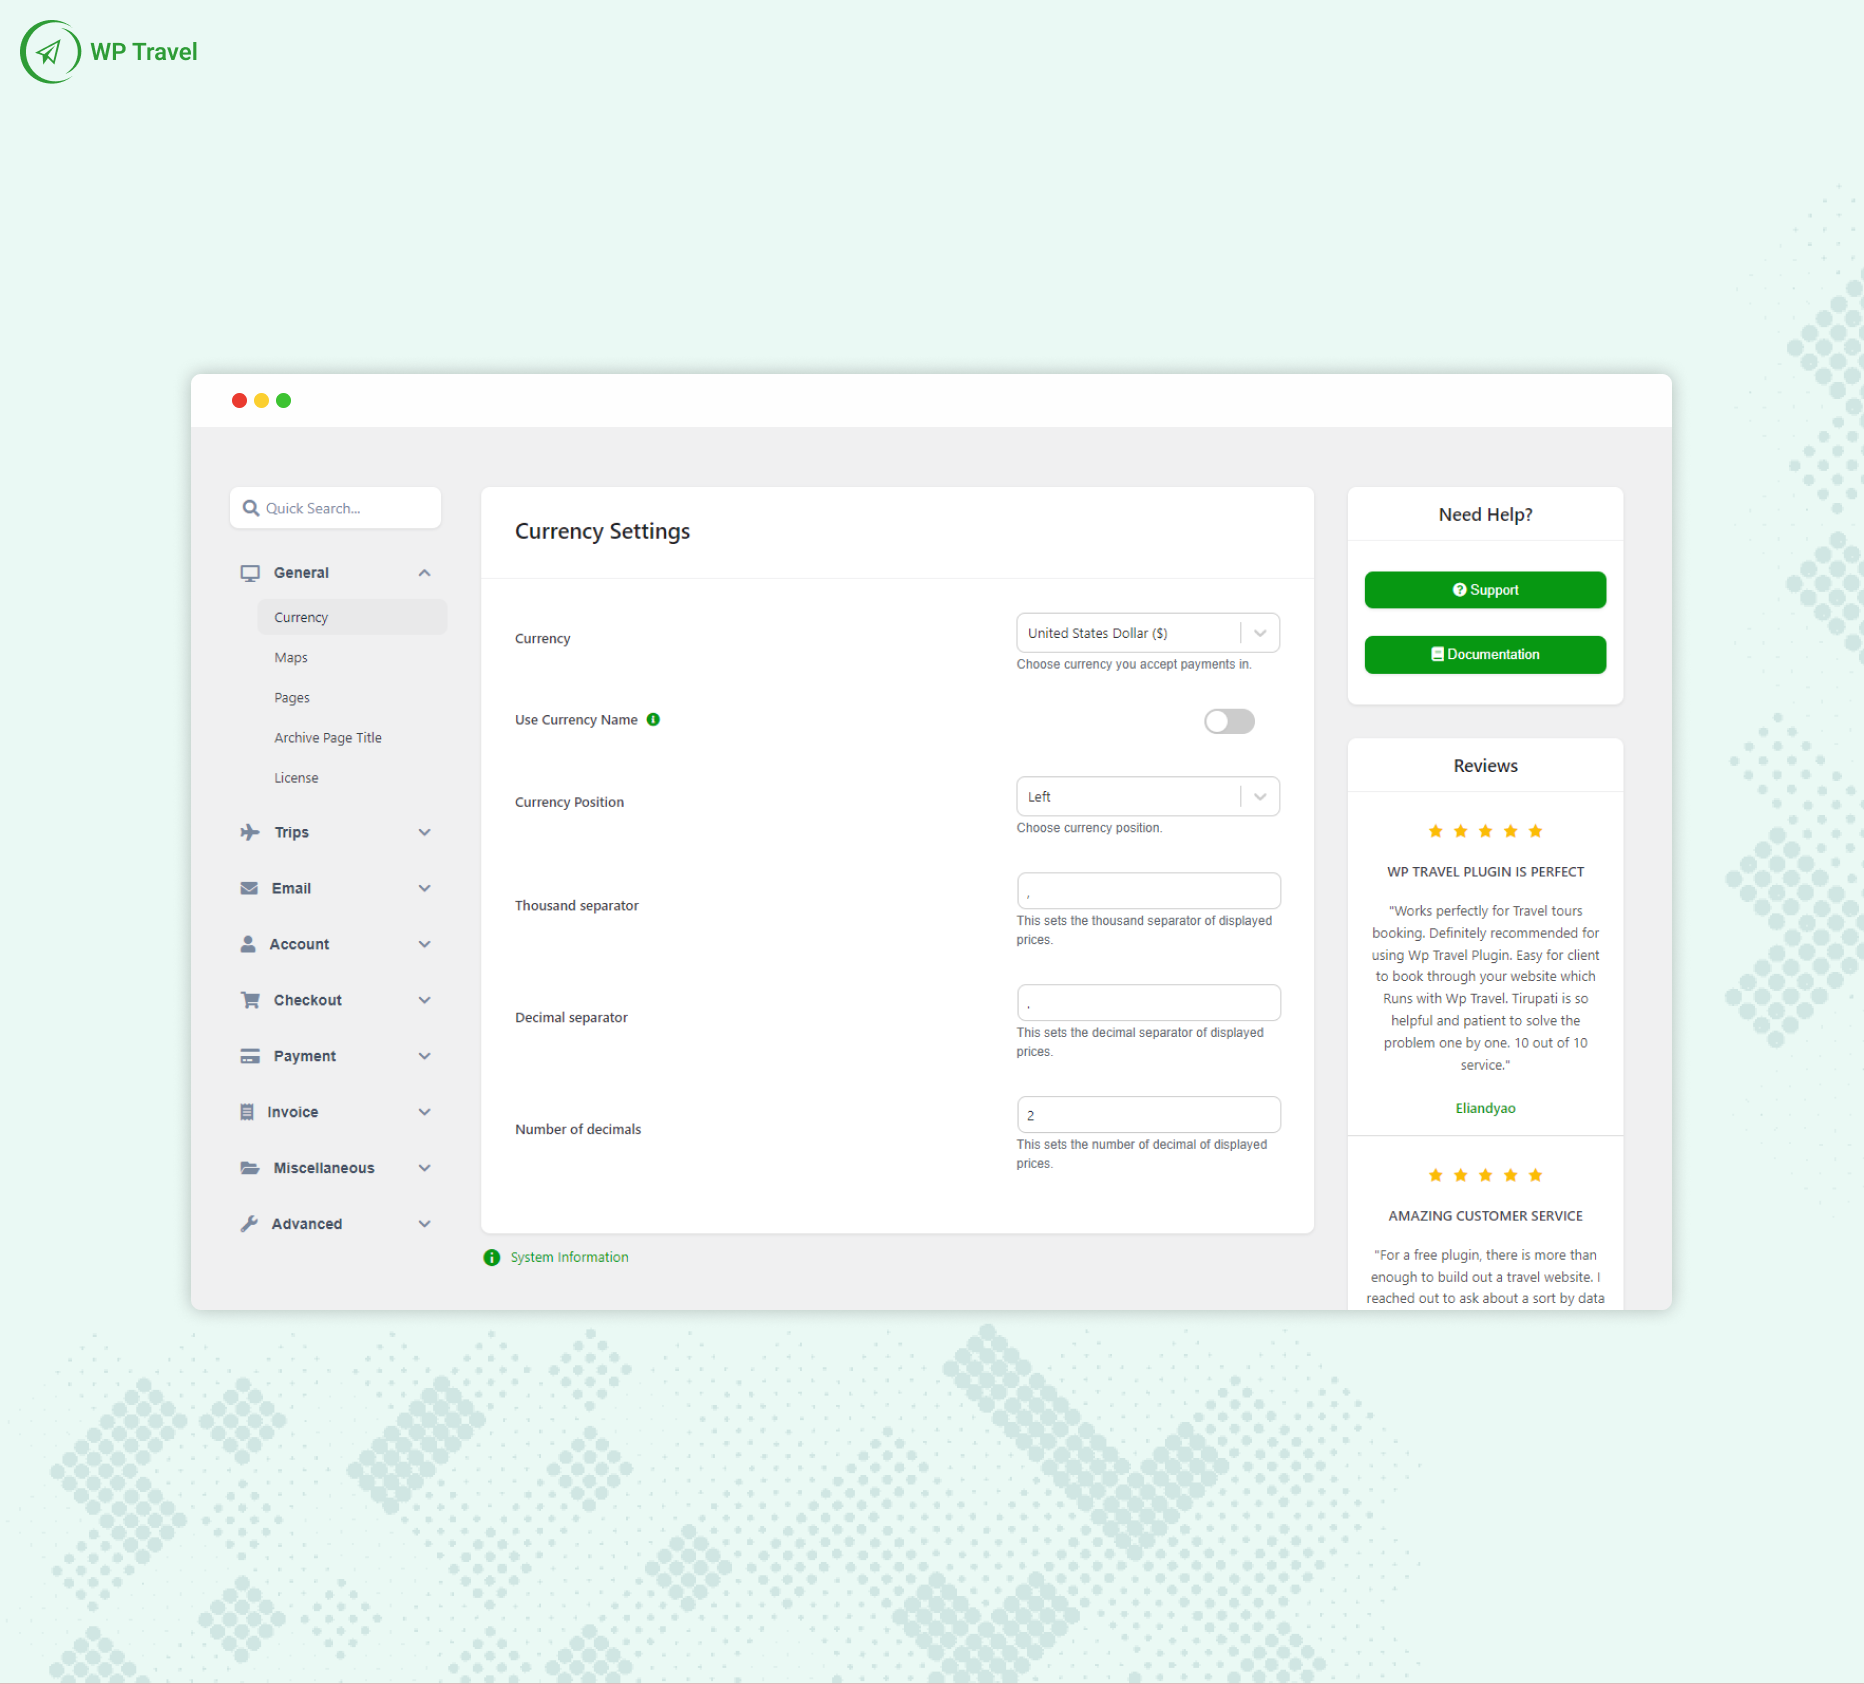 WP Travel
Quick Search...
General
Currency
Maps
Pages
Archive Page Title
License
Trips
Email
Account
Checkout
Payment
Invoice
Miscellaneous
Advanced
Currency Settings
Currency
United States Dollar ($)
Choose currency you accept payments in.
Use Currency Name
Currency Position
Left
Choose currency position.
Thousand separator
,
This sets the thousand separator of displayed
prices.
Decimal separator
.
This sets the decimal separator of displayed
prices.
Number of decimals
2
This sets the number of decimal of displayed
prices.
System Information
Need Help?
Support
Documentation
Reviews
WP TRAVEL PLUGIN IS PERFECT
"Works perfectly for Travel tours
booking. Definitely recommended for
using Wp Travel Plugin. Easy for client
to book through your website which
Runs with Wp Travel. Tirupati is so
helpful and patient to solve the
problem one by one. 10 out of 10
service."
Eliandyao
AMAZING CUSTOMER SERVICE
"For a free plugin, there is more than
enough to build out a travel website. I
reached out to ask about a sort by data